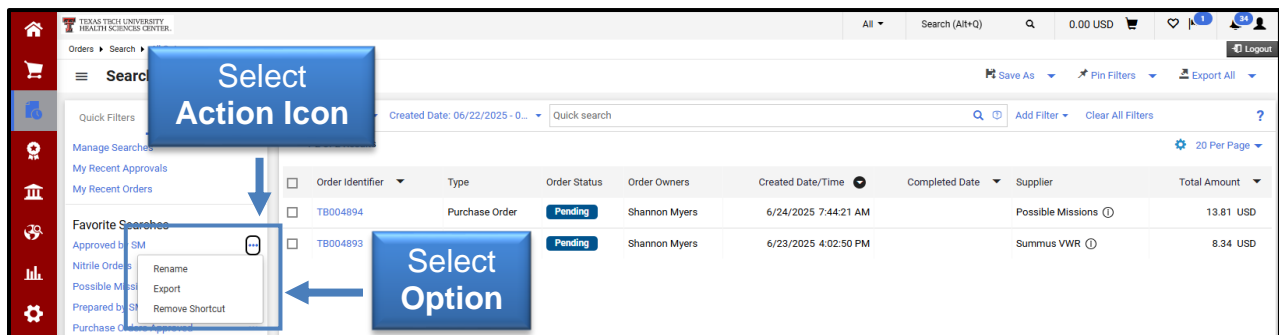 TEXAS TECH UNIVERSITY
HEALTH SCIENCES CENTER.
All
Search (Alt+Q)
0.00 USD
1
34
Orders Search
Logout
Search
Save As
Pin Filters
Export All
Select
Action Icon
Quick Filters
Created Date: 06/22/2025 - 0...
Quick search
Add Filter
Clear All Filters
?
Manage Searches
20 Per Page
My Recent Approvals
My Recent Orders
Order Identifier
Type
Order Status
Order Owners
Created Date/Time
Completed Date
Supplier
Total Amount
TB004894
Purchase Order
Pending
Shannon Myers
6/24/2025 7:44:21 AM
Possible Missions
13.81 USD
Favorite Searches
Approved by SM
TB004893
Pending
Shannon Myers
6/23/2025 4:02:50 PM
Summus VWR
8.34 USD
Nitrile Orders
Rename
Possible Missi
Export
Prepared by SM
Remove Shortcut
Purchase Orders Approved
Select
Option